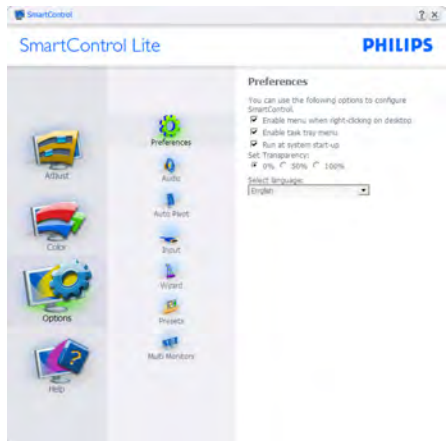 SmartControl
SmartControl Lite
PHILIPS
Adjust
Color
Options
Help
Preferences
Audio
Auto Pivot
Input
Wizard
Presets
Multi Monitors
Preferences
You can use the following options to configure
SmartControl.
Enable menu when right-clicking on desktop
Enable task tray menu
Run at system start-up
Set Transparency:
0% 50% 100%
Select language:
English